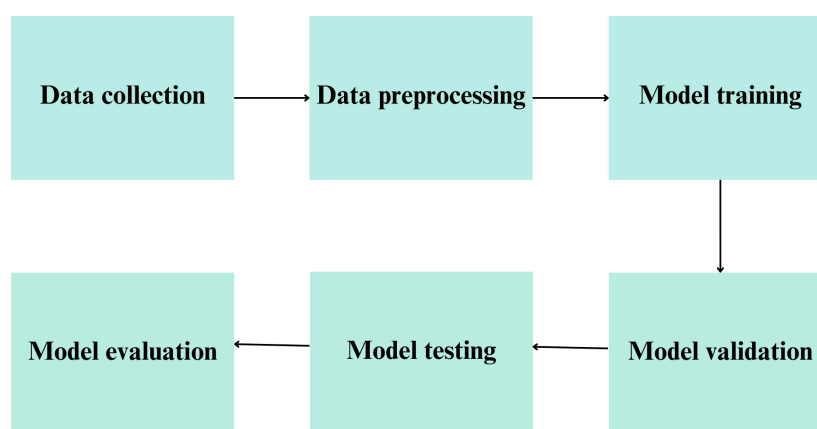 Data collection
Data preprocessing
Model training
Model validation
Model testing
Model evaluation